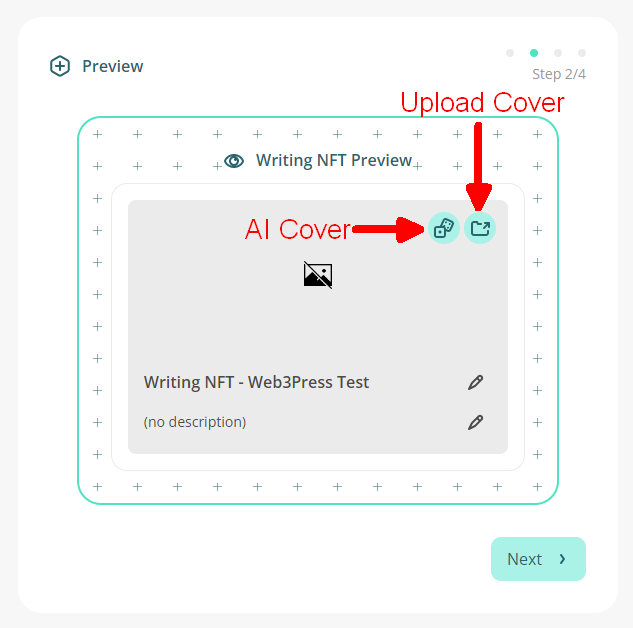 Preview
Step 2/4
Upload Cover
Writing NFT Preview
AI Cover
Writing NFT - Web3Press Test
(no description)
Next